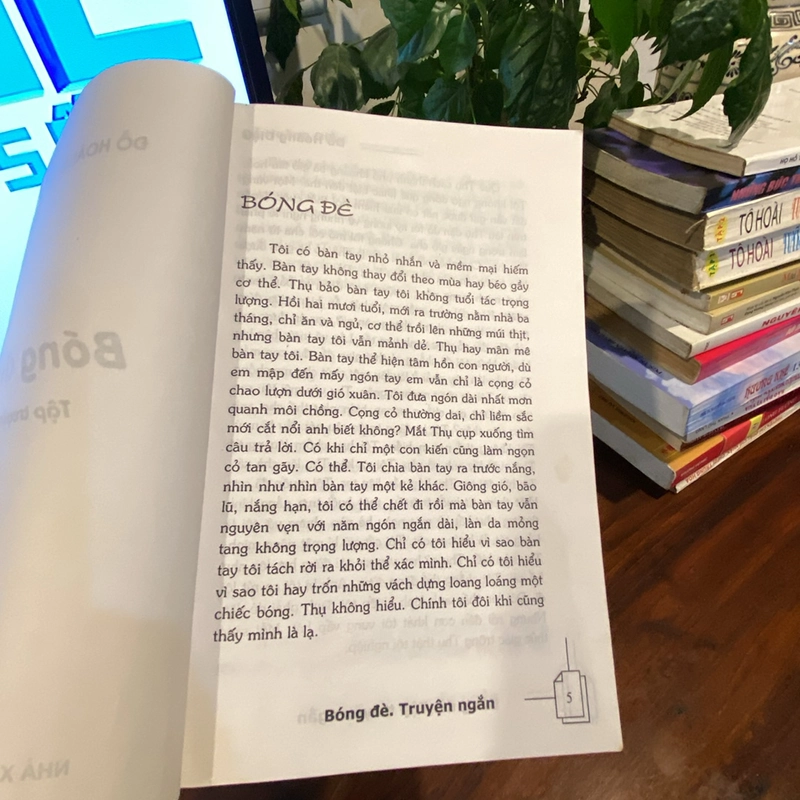 BÓNG ĐÈ
Tôi có bàn tay nhỏ nhắn và mềm mại hiếm
thấy. Bàn tay không thay đổi theo mùa hay béo gầy
cơ thể. Thụ bảo bàn tay tôi không tuổi tác trọng
lượng. Hồi hai mươi tuổi, mới ra trường nằm nhà ba
tháng, chỉ ăn và ngủ, cơ thể trồi lên những múi thịt,
nhưng bàn tay tôi vẫn mảnh dẻ. Thụ hay mân mê
bàn tay tôi. Bàn tay thể hiện tâm hồn con người, dù
em mập đến mấy ngón tay em vẫn chỉ là cọng cỏ
chao lượn dưới gió xuân. Tôi đưa ngón dài nhất mơn
quanh môi chồng. Cọng cỏ thường dai, chỉ liềm sắc
mới cắt nổi anh biết không? Mắt Thụ cụp xuống tìm
câu trả lời. Có khi chỉ một con kiến cũng làm ngọn
cỏ tan gãy. Có thể. Tôi chìa bàn tay ra trước nắng,
nhìn như nhìn bàn tay một kẻ khác. Giông gió, bão
lũ, nắng hạn, tôi có thể chết đi rồi mà bàn tay vẫn
nguyên vẹn với năm ngón ngắn dài, làn da mỏng
tang không trọng lượng. Chỉ có tôi hiểu vì sao bàn
tay tôi tách rời ra khỏi thể xác mình. Chỉ có tôi hiểu
vì sao tôi hay trốn những vách dựng loang loáng một
chiếc bóng. Thụ không hiểu. Chính tôi đôi khi cũng
thấy mình là lạ.
Bóng đè. Truyện ngắn
5
TÔ HOÀI
TÔ HOÀI